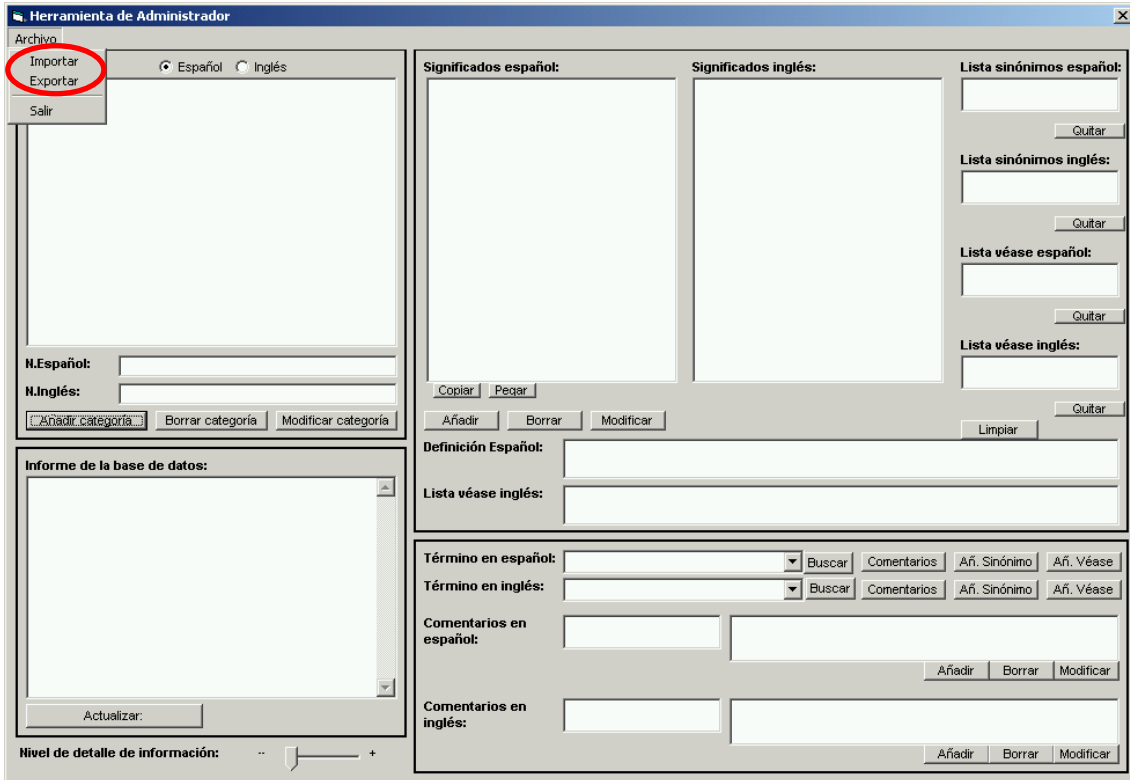 Herramienta de Administrador
Archivo
Importar
Exportar
Salir
Español Inglés
N.Español:
N.Inglés:
Añadir categoría Borrar categoría Modificar categoría
Informe de la base de datos:
Actualizar:
Nivel de detalle de información: -- +
Significados español: Significados inglés: Lista sinónimos español:
Quitar
Lista sinónimos inglés:
Quitar
Lista véase español:
Quitar
Lista véase inglés:
Quitar
Copiar Pegar
Añadir Borrar Modificar
Limpiar
Definición Español:
Lista véase inglés:
Término en español: Buscar Comentarios Añ. Sinónimo Añ. Véase
Término en inglés: Buscar Comentarios Añ. Sinónimo Añ. Véase
Comentarios en
español:
Añadir Borrar Modificar
Comentarios en
inglés:
Añadir Borrar Modificar